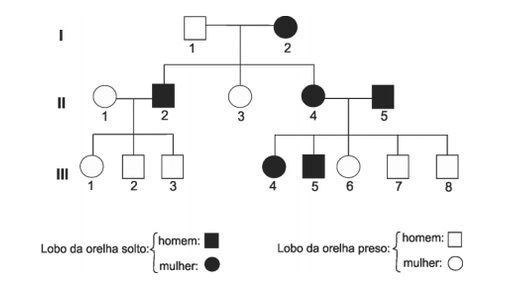 I
1 2
II
1 2 3 4 5
III
1 2 3 4 5 6 7 8
Lobo da orelha solto: homem:
mulher:
Lobo da orelha preso: homem:
mulher: